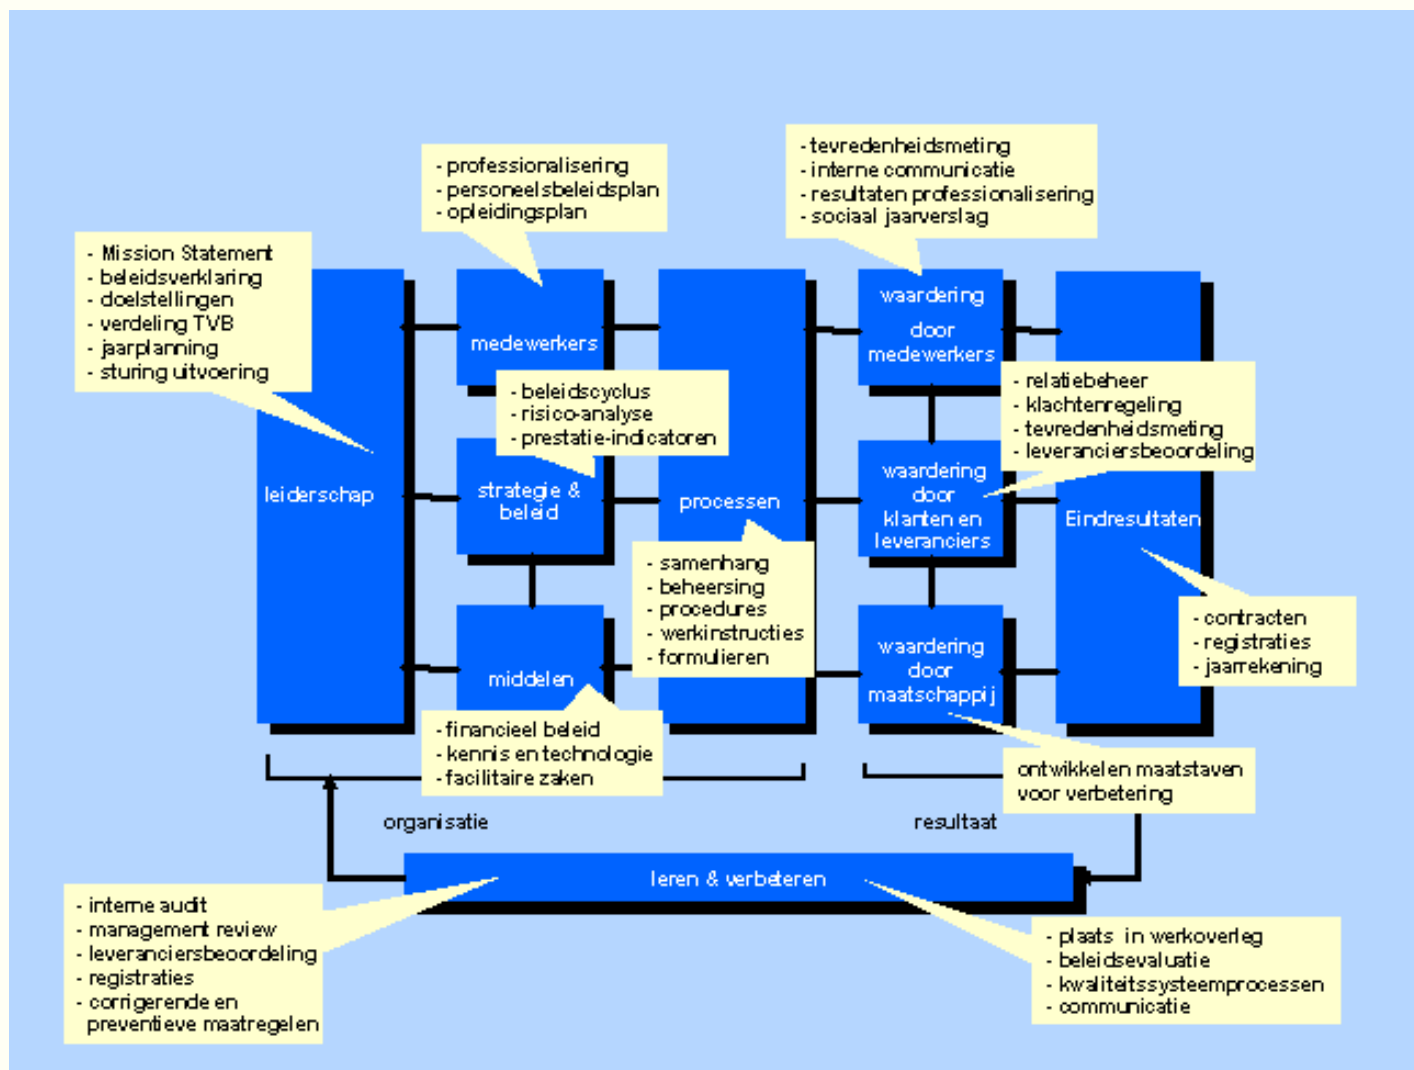 - tevredenheidsmeting
- interne communicatie
- resultaten professionalisering
- sociaal jaarverslag
- professionalisering
- personeelsbeleidsplan
- opleidingsplan
- Mission Statement
- beleidsverklaring
- doelstellingen
- verdeling TVB
- jaarplanning
- sturing uitvoering
leiderschap
medewerkers
- beleidscyclus
- risico-analyse
- prestatie-indicatoren
strategie &
beleid
middelen
- financieel beleid
- kennis en technologie
- facilitaire zaken
processen
- samenhang
- beheersing
- procedures
- werkinstructies
- formulieren
waardering
door
medewerkers
- relatiebeheer
- klachtenregeling
- tevredenheidsmeting
- leveranciersbeoordeling
waardering
door
klanten en
leveranciers
waardering
door
maatschappij
Eindresultaten
- contracten
- registraties
- jaarrekening
ontwikkelen maatstaven
voor verbetering
organisatie
resultaat
leren & verbeteren
- interne audit
- management review
- leveranciersbeoordeling
- registraties
- corrigerende en
preventieve maatregelen
- plaats in werkoverleg
- beleidsevaluatie
- kwaliteitssysteemprocessen
- communicatie